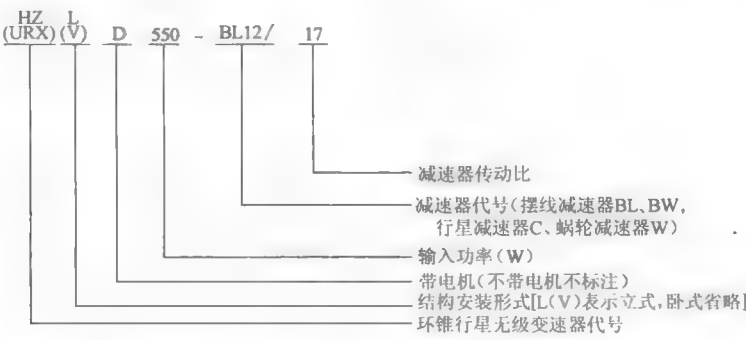 HZ L
(URX)(V) D 550 - BL12/ 17
减速器传动比
减速器代号(摆线减速器BL、BW,
行星减速器C、蜗轮减速器W)
输入功率(W)
带电机(不带电机不标注)
结构安装形式[L(V)表示立式,卧式省略]
环锥行星无级变速器代号